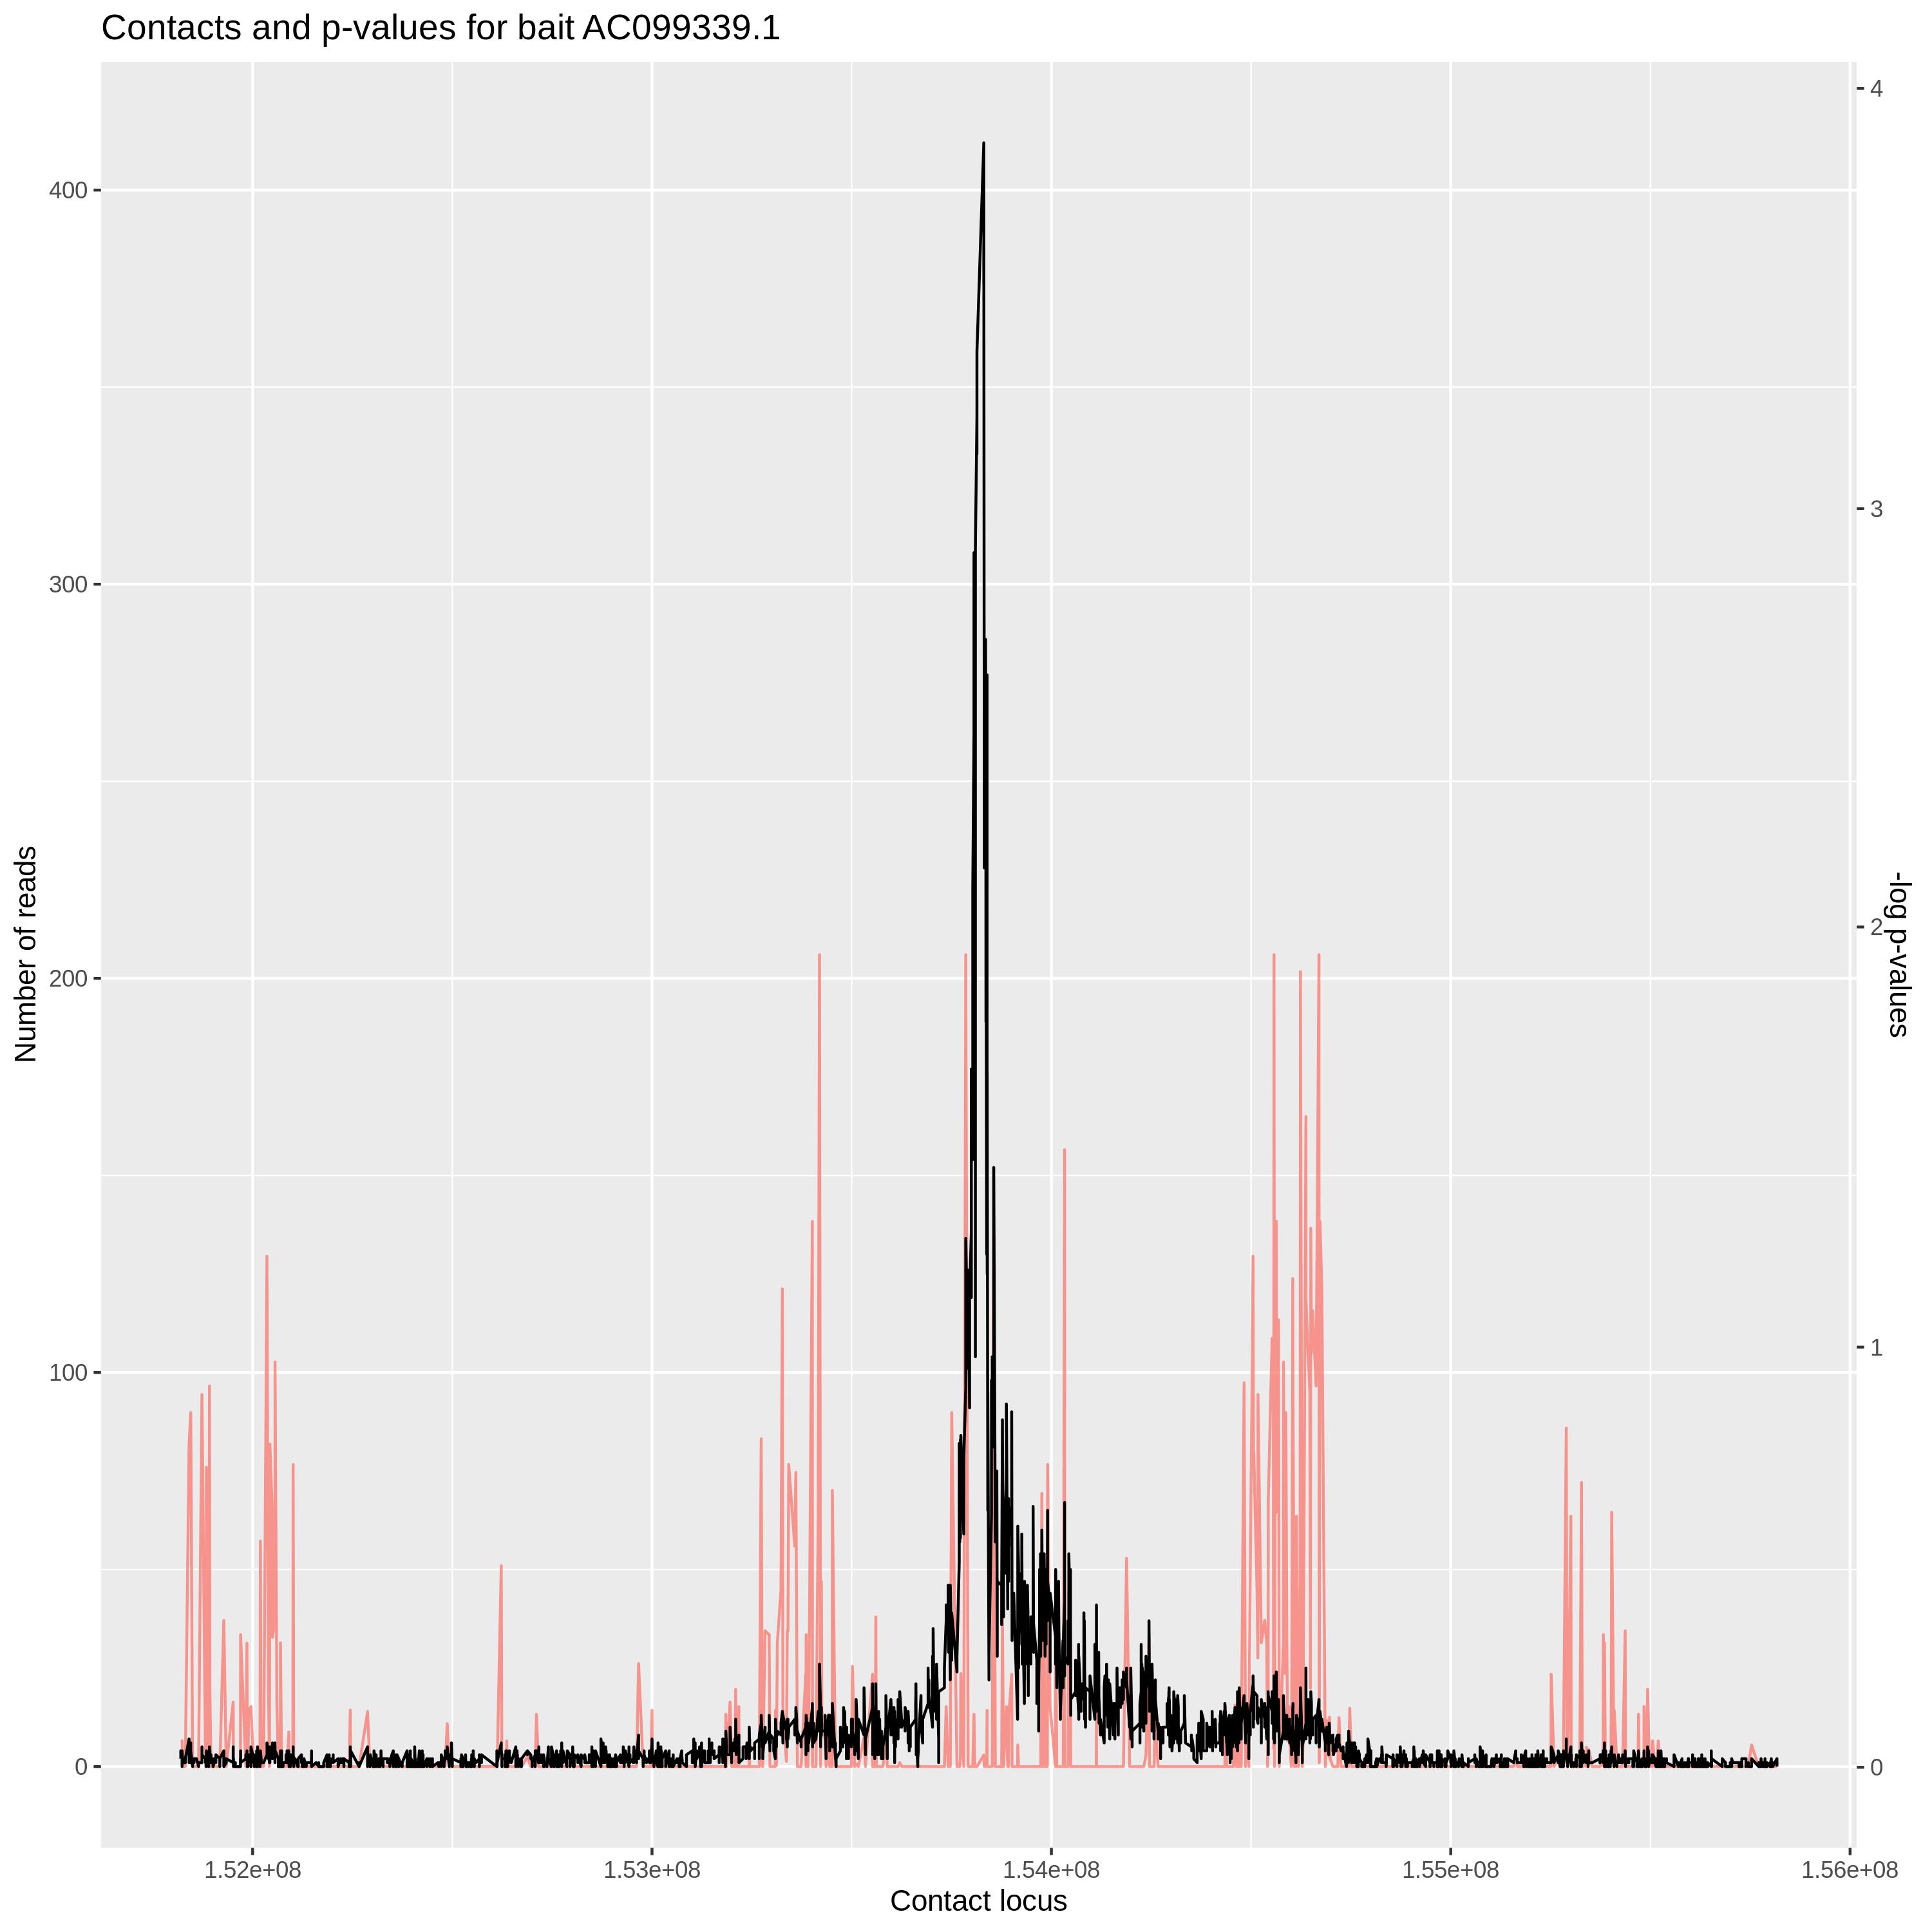 Contacts and p-values for bait AC099339.1
400
300
200
100
0
Number of reads
4
3
2
1
0
-log p-values
1.52e+08
1.53e+08
1.54e+08
1.55e+08
1.56e+08
Contact locus